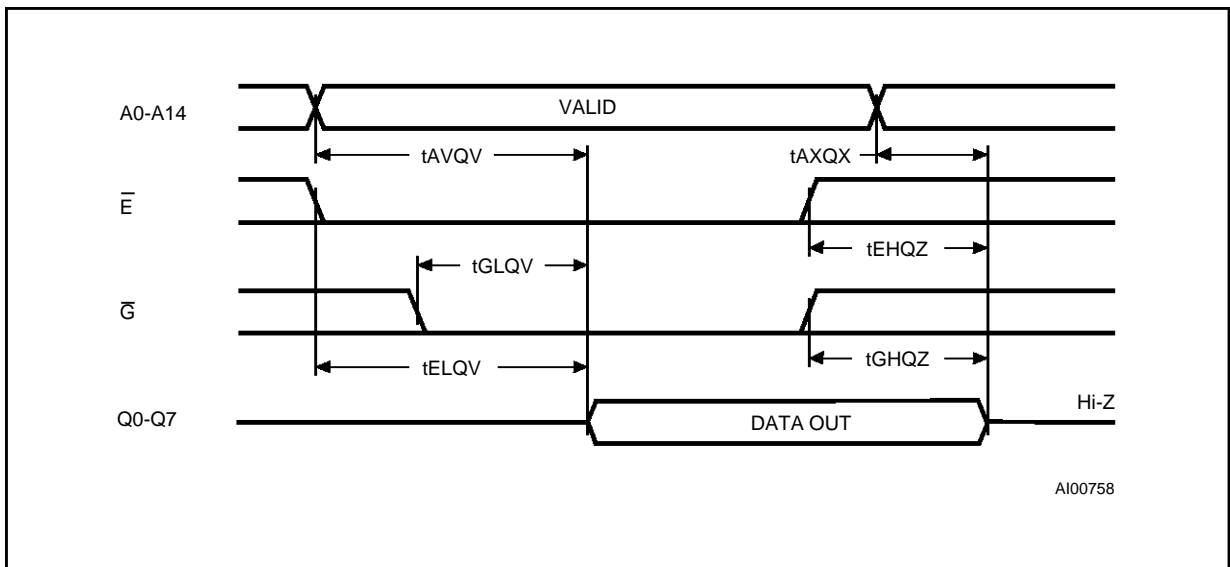 A0-A14
VALID
tAVQV
tAXQX
E̅
tEHQZ
tGLQV
G̅
tGHQZ
tELQV
Hi-Z
Q0-Q7
DATA OUT
AI00758